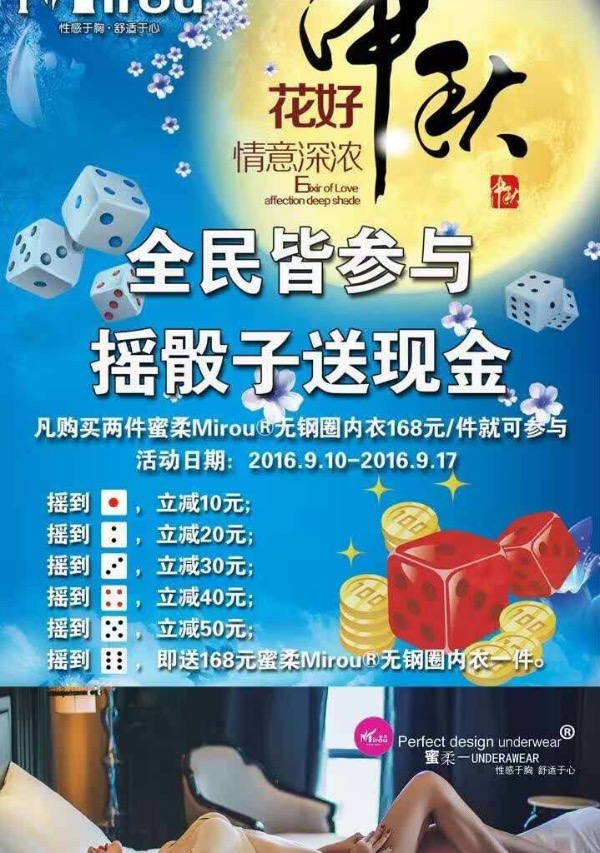 Mirou
性感于胸·舒适于心
中秋
花好
情意深浓
Elixir of Love
affection deep shade
中秋
全民皆参与
摇骰子送现金
凡购买两件蜜柔Mirou®无钢圈内衣168元/件就可参与
活动日期：2016.9.10-2016.9.17
摇到 ，立减10元;
摇到 ，立减20元;
摇到 ，立减30元;
摇到 ，立减40元;
摇到 ，立减50元;
摇到 ，即送168元蜜柔Mirou®无钢圈内衣一件。
100
100
100
100
Mirou
Perfect design underwear®
蜜柔一UNDERAWEAR
性感于胸 舒适于心